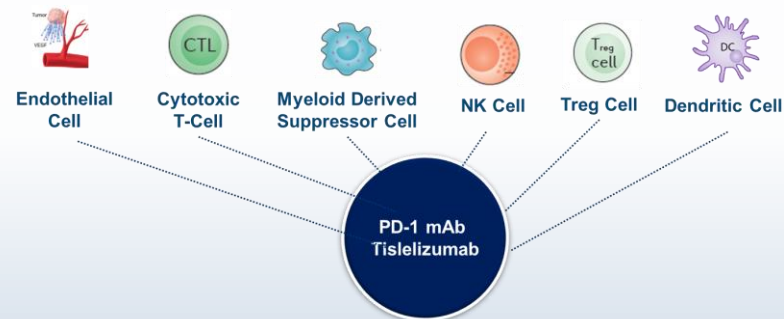 Tumor
VEGF
CTL
Treg
cell
DC
Endothelial
Cell
Cytotoxic
T-Cell
Myeloid Derived
Suppressor Cell
NK Cell
Treg Cell
Dendritic Cell
PD-1 mAb
Tislelizumab